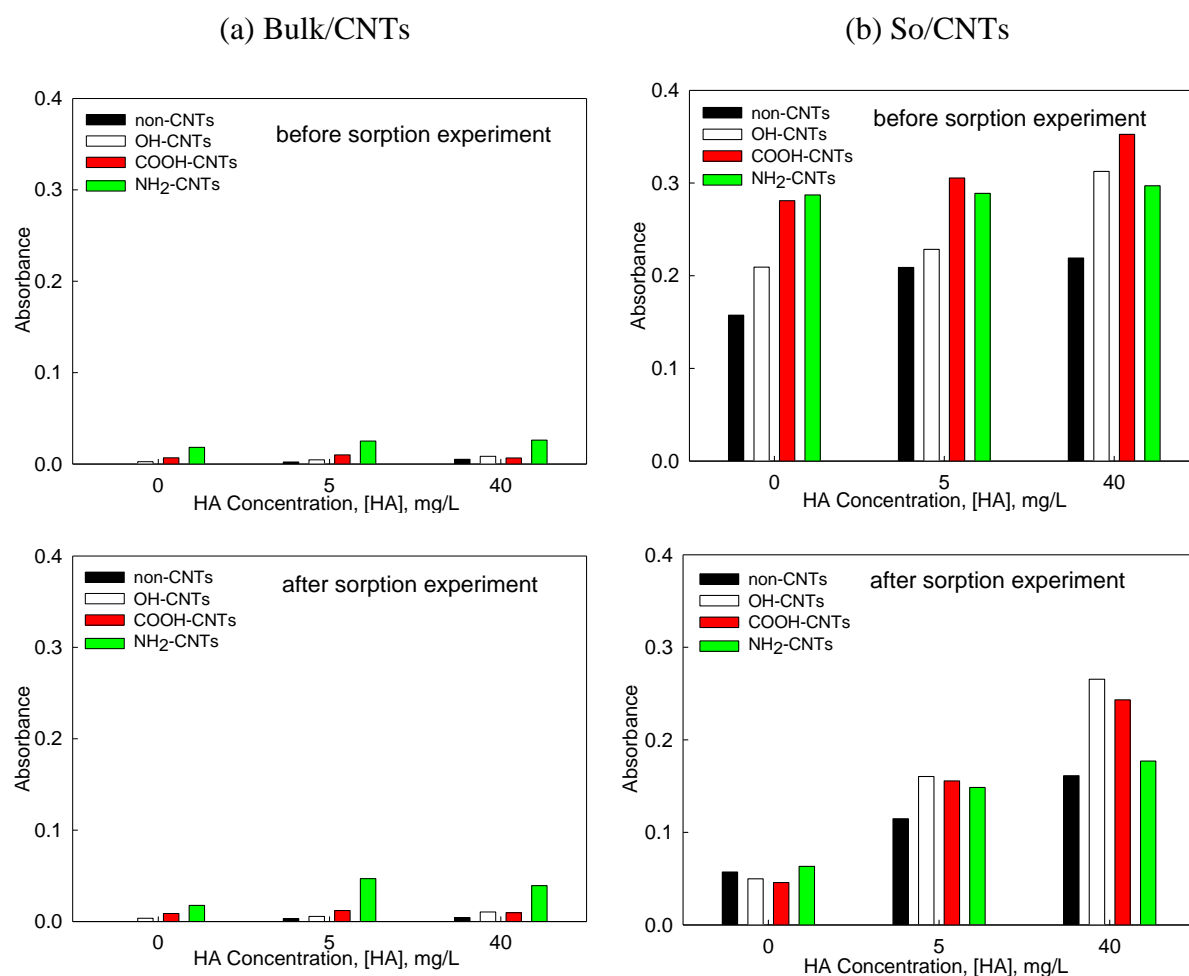 (a) Bulk/CNTs
(b) So/CNTs
0.4
0.3
0.2
0.1
0.0
Absorbance
non-CNTs
OH-CNTs
COOH-CNTs
NH2-CNTs
before sorption experiment
0 5 40
HA Concentration, [HA], mg/L
0.4
0.3
0.2
0.1
0.0
Absorbance
non-CNTs
OH-CNTs
COOH-CNTs
NH2-CNTs
before sorption experiment
0 5 40
HA Concentration, [HA], mg/L
0.4
0.3
0.2
0.1
0.0
Absorbance
non-CNTs
OH-CNTs
COOH-CNTs
NH2-CNTs
after sorption experiment
0 5 40
HA Concentration, [HA], mg/L
0.4
0.3
0.2
0.1
0.0
Absorbance
non-CNTs
OH-CNTs
COOH-CNTs
NH2-CNTs
after sorption experiment
0 5 40
HA Concentration, [HA], mg/L